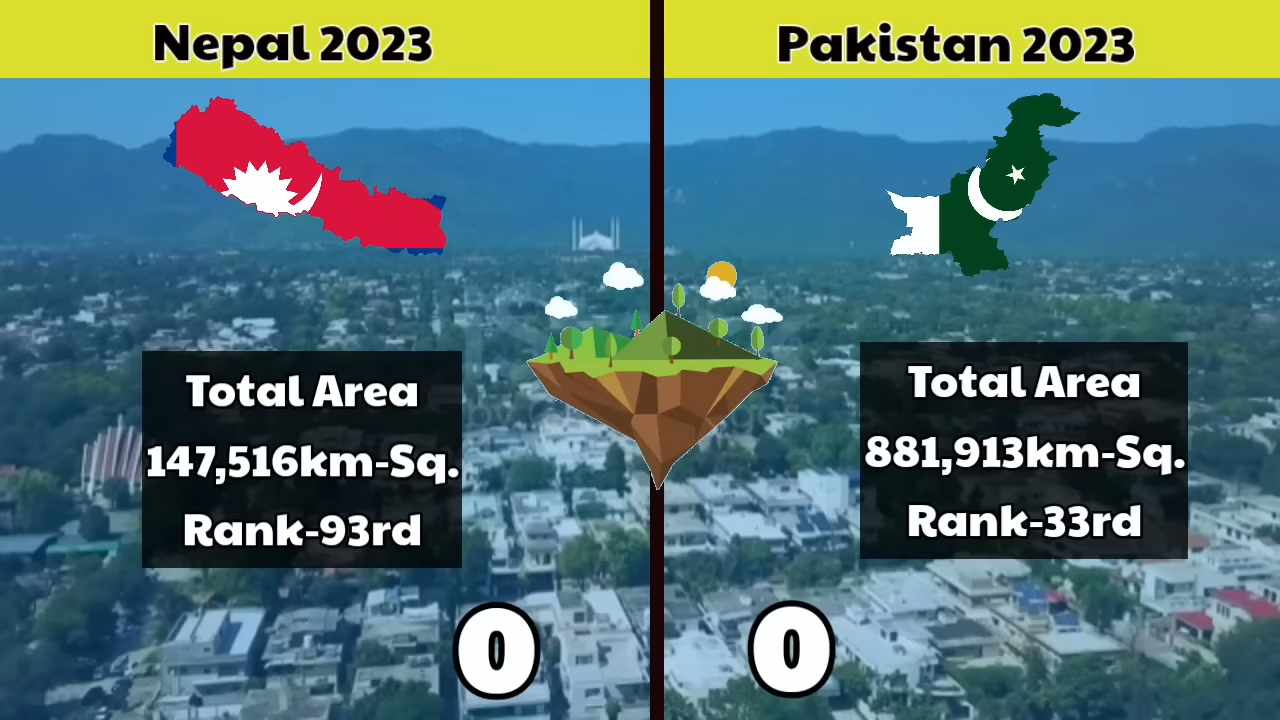 Nepal 2023
Total Area
147,516km-Sq.
Rank-93rd
0
Pakistan 2023
Total Area
881,913km-Sq.
Rank-33rd
0